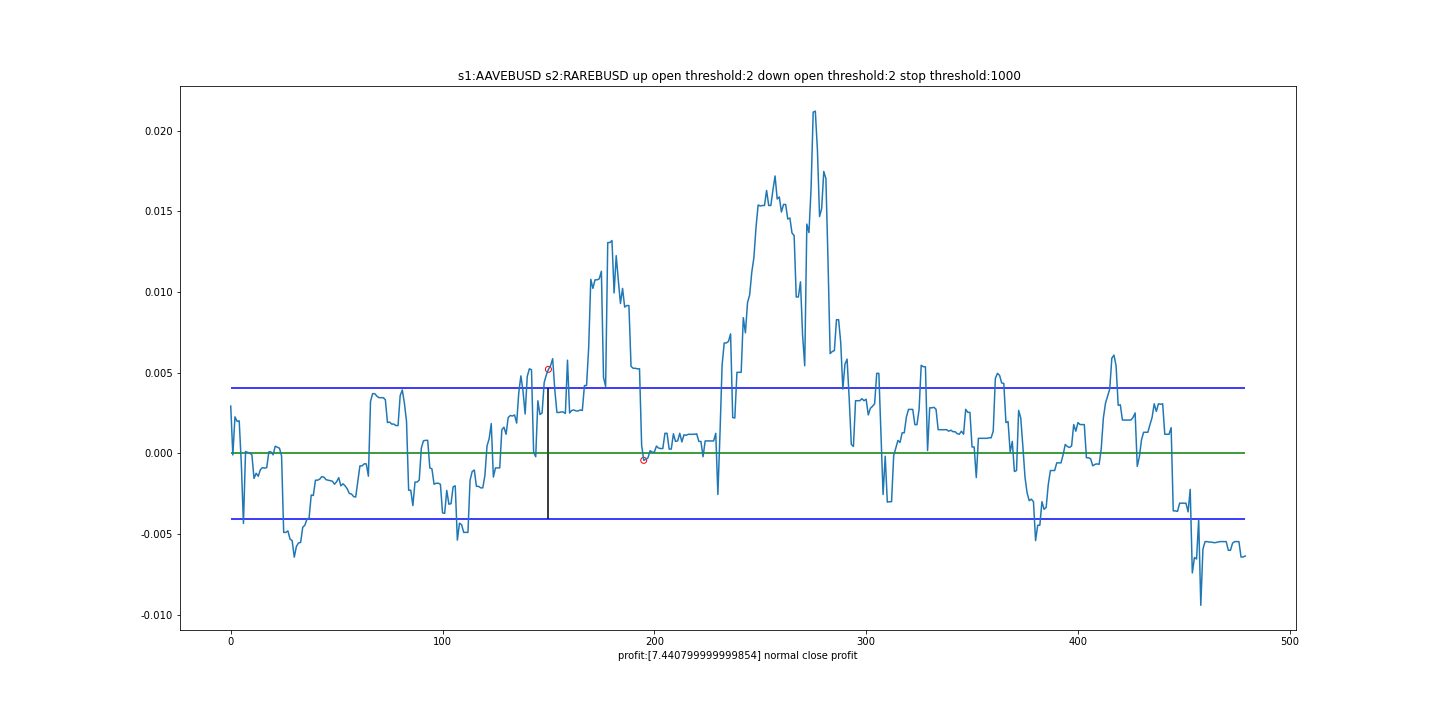 s1:AAVEBUSD s2:RAREBUSD up open threshold:2 down open threshold:2 stop threshold:1000
0.020
0.015
0.010
0.005
0.000
-0.005
-0.010
0 100 200 300 400 500
profit:[7.440799999999854] normal close profit